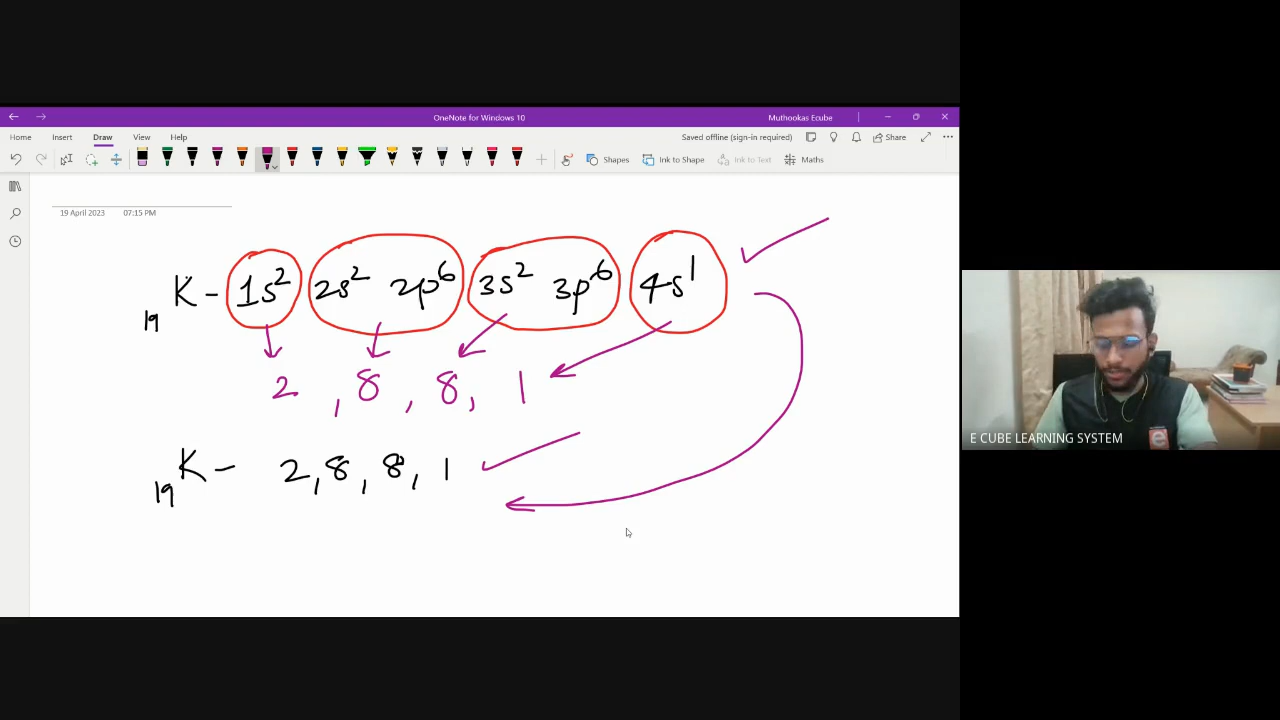 OneNote for Windows 10
Muthookas Ecube
Home Insert Draw View Help
Saved offline (sign-in required)
Share
Shapes
Ink to Shape
Ink to Text
Maths
19 April 2023 07:15 PM
19K - 1s² 2s² 2p⁶ 3s² 3p⁶ 4s¹
2, 8, 8, 1
19K - 2, 8, 8, 1
E CUBE LEARNING SYSTEM